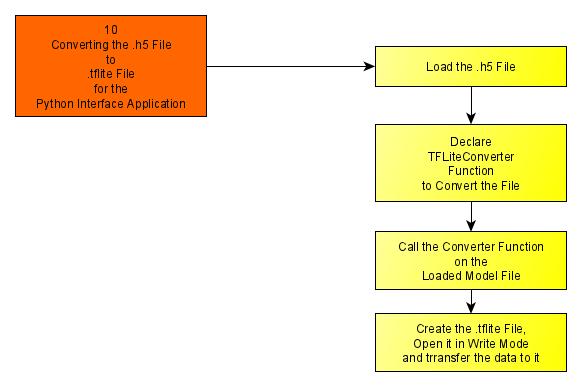 10
Converting the .h5 File
to
.tflite File
for the
Python Interface Application
Load the .h5 File
Declare
TFLiteConverter
Function
to Convert the File
Call the Converter Function
on the
Loaded Model File
Create the .tflite File,
Open it in Write Mode
and trransfer the data to it